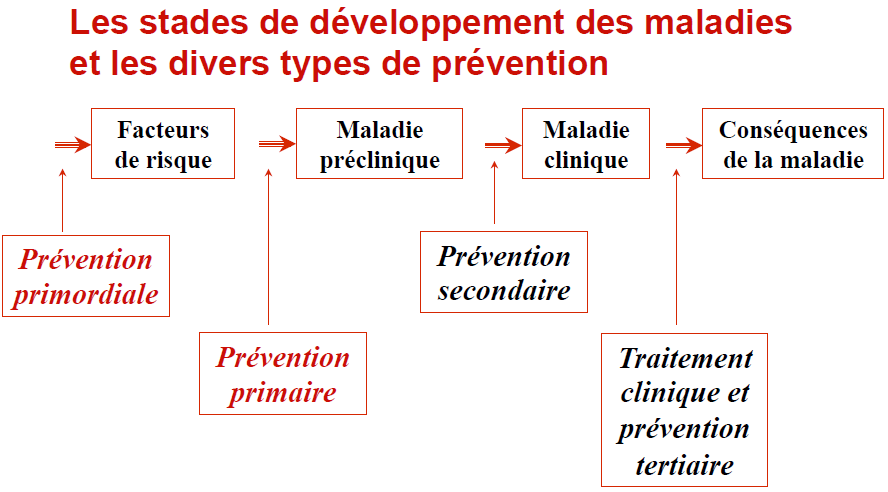 Les stades de développement des maladies
et les divers types de prévention
Facteurs
de risque
Maladie
préclinique
Maladie
clinique
Conséquences
de la maladie
Prévention
primordiale
Prévention
primaire
Prévention
secondaire
Traitement
clinique et
prévention
tertiaire